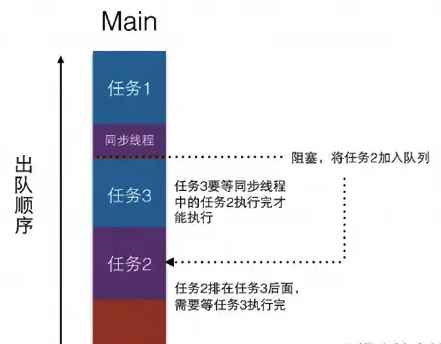 Main
任务1
同步线程
阻塞，将任务2加入队列
出队顺序
任务3
任务3要等同步线程
中的任务2执行完才
能执行
任务2
任务2排在任务3后面，
需要等任务3执行完